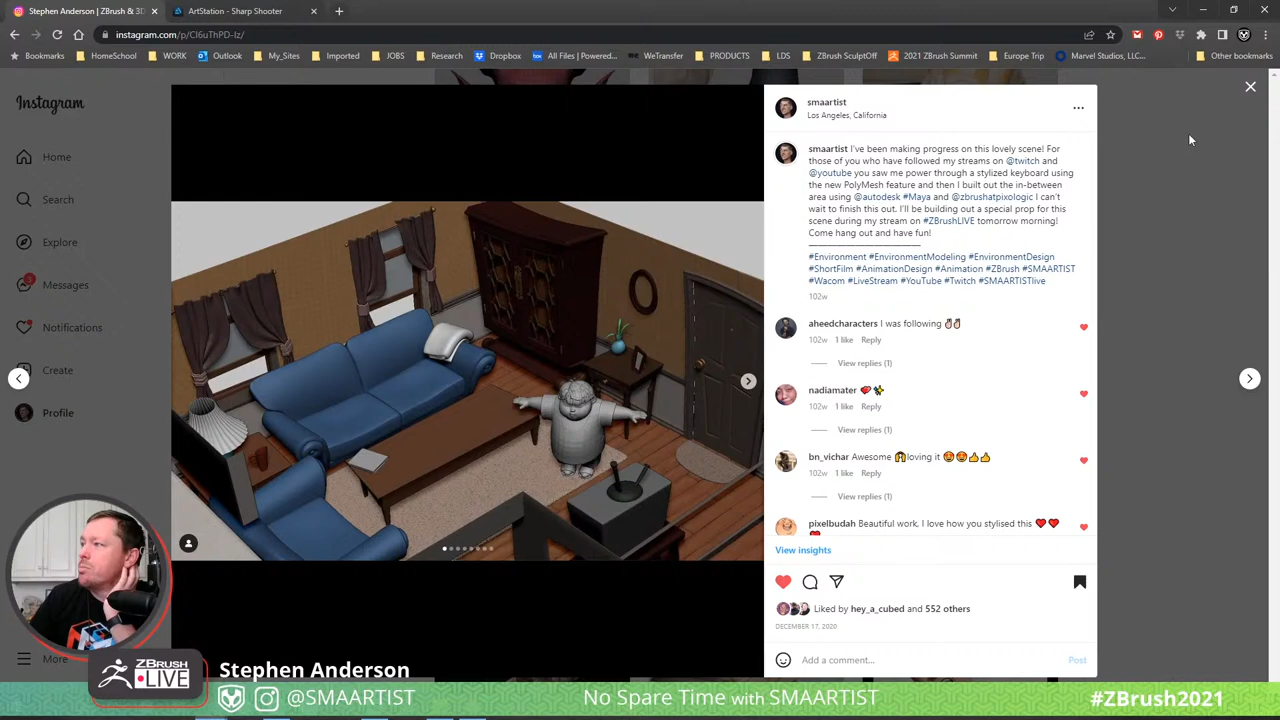 Instagram | Stephen Anderson | ZBrush & 3D
ArtStation - Sharp Shooter
instagram.com/p/CI6uThPD-Iz/
Bookmarks HomeSchool WORK Outlook My_Sites Imported JOBS Research Dropbox All | Powered... WeTransfer PRODUCTS LDS ZBrush SculptOff 2021 ZBrush Summit Europe Trip Marvel Studios, LLC... Other bookmarks
Instagram
Home
Search
Explore
Messages
Notifications
Create
Profile
More
smaartist
Los Angeles, California
smaartist I've been making progress on this lovely scene! For
those of you who have followed my streams on @twitch and
@youtube you saw me power through a stylized keyboard using
the new PolyMesh feature and then I built out the in-between
area using @autodesk #Maya and @zbrushatpixologic I can't
wait to finish this out. I'll be building out a special prop for this
scene during my stream on #ZBrushLIVE tomorrow morning!
Come hang out and have fun!
#Environment #EnvironmentModeling #EnvironmentDesign
#ShortFilm #AnimationDesign #Animation #ZBrush #SMAARTIST
#Wacom #LiveStream #YouTube #Twitch #SMAARTISTlive
102w
aheedcharacters I was following ✌🏻✌🏻
102w 1 like Reply
View replies (1)
nadiamater ❤️✨
102w 1 like Reply
View replies (1)
bn_vichar Awesome 🙌loving it 😍😍👍👍
102w 1 like Reply
View replies (1)
pixelbudah Beautiful work, I love how you stylised this ❤️❤️
❤️
View insights
Liked by hey_a_cubed and 552 others
DECEMBER 17, 2020
Add a comment...
Post
ZBRUSH
LIVE
Stephen Anderson
@SMAARTIST
No Spare Time with SMAARTIST
#ZBrush2021